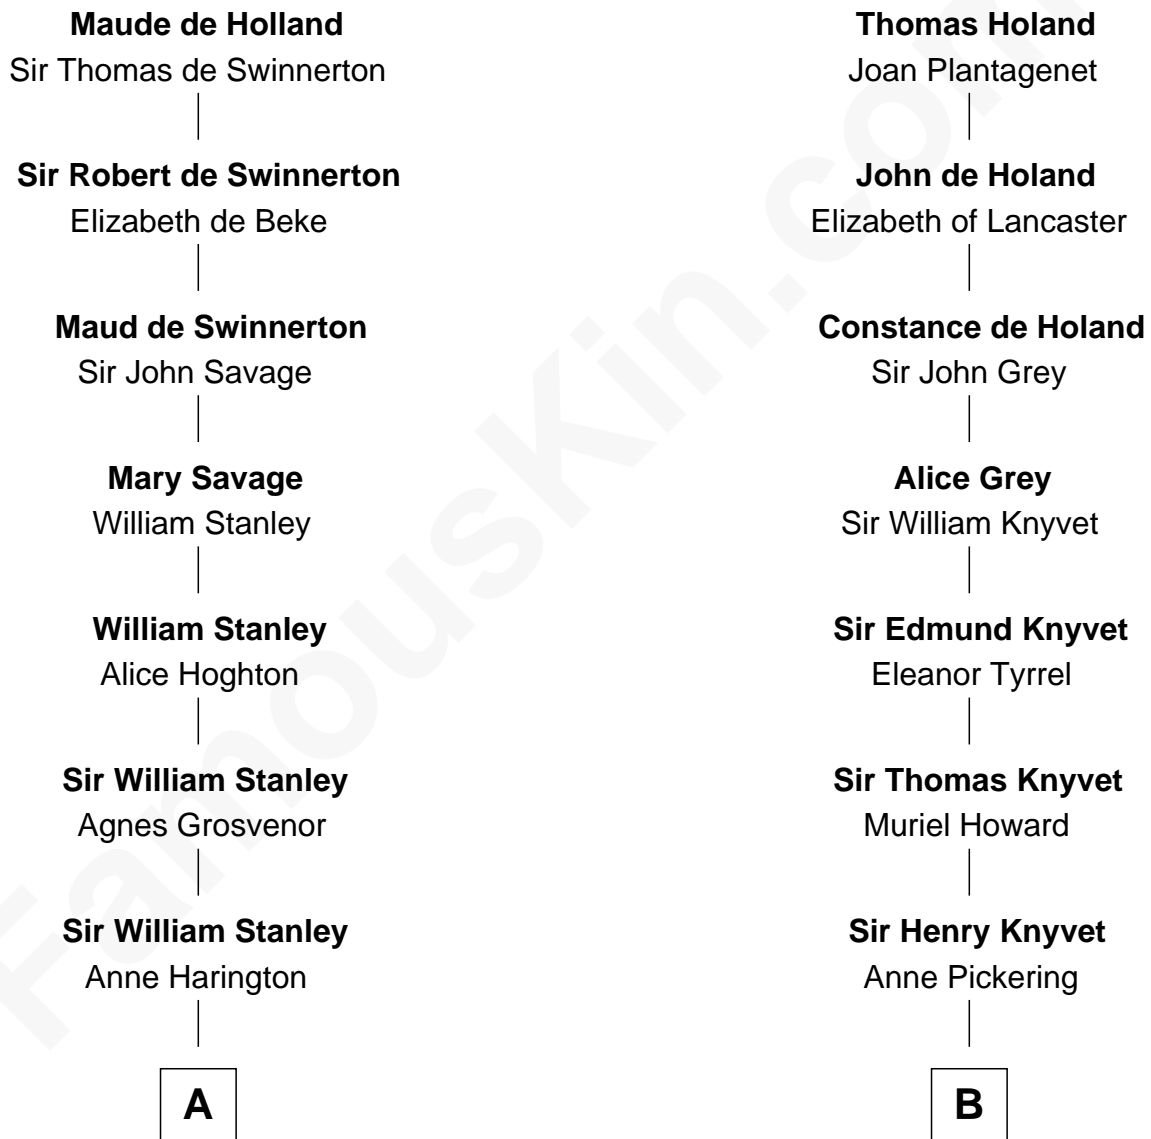 Maude de Holland
Sir Thomas de Swinnerton
Sir Robert de Swinnerton
Elizabeth de Beke
Maud de Swinnerton
Sir John Savage
Mary Savage
William Stanley
William Stanley
Alice Hoghton
Sir William Stanley
Agnes Grosvenor
Sir William Stanley
Anne Harington
A
Thomas Holand
Joan Plantagenet
John de Holand
Elizabeth of Lancaster
Constance de Holand
Sir John Grey
Alice Grey
Sir William Knyvet
Sir Edmund Knyvet
Eleanor Tyrrel
Sir Thomas Knyvet
Muriel Howard
Sir Henry Knyvet
Anne Pickering
B
FamousKin.com